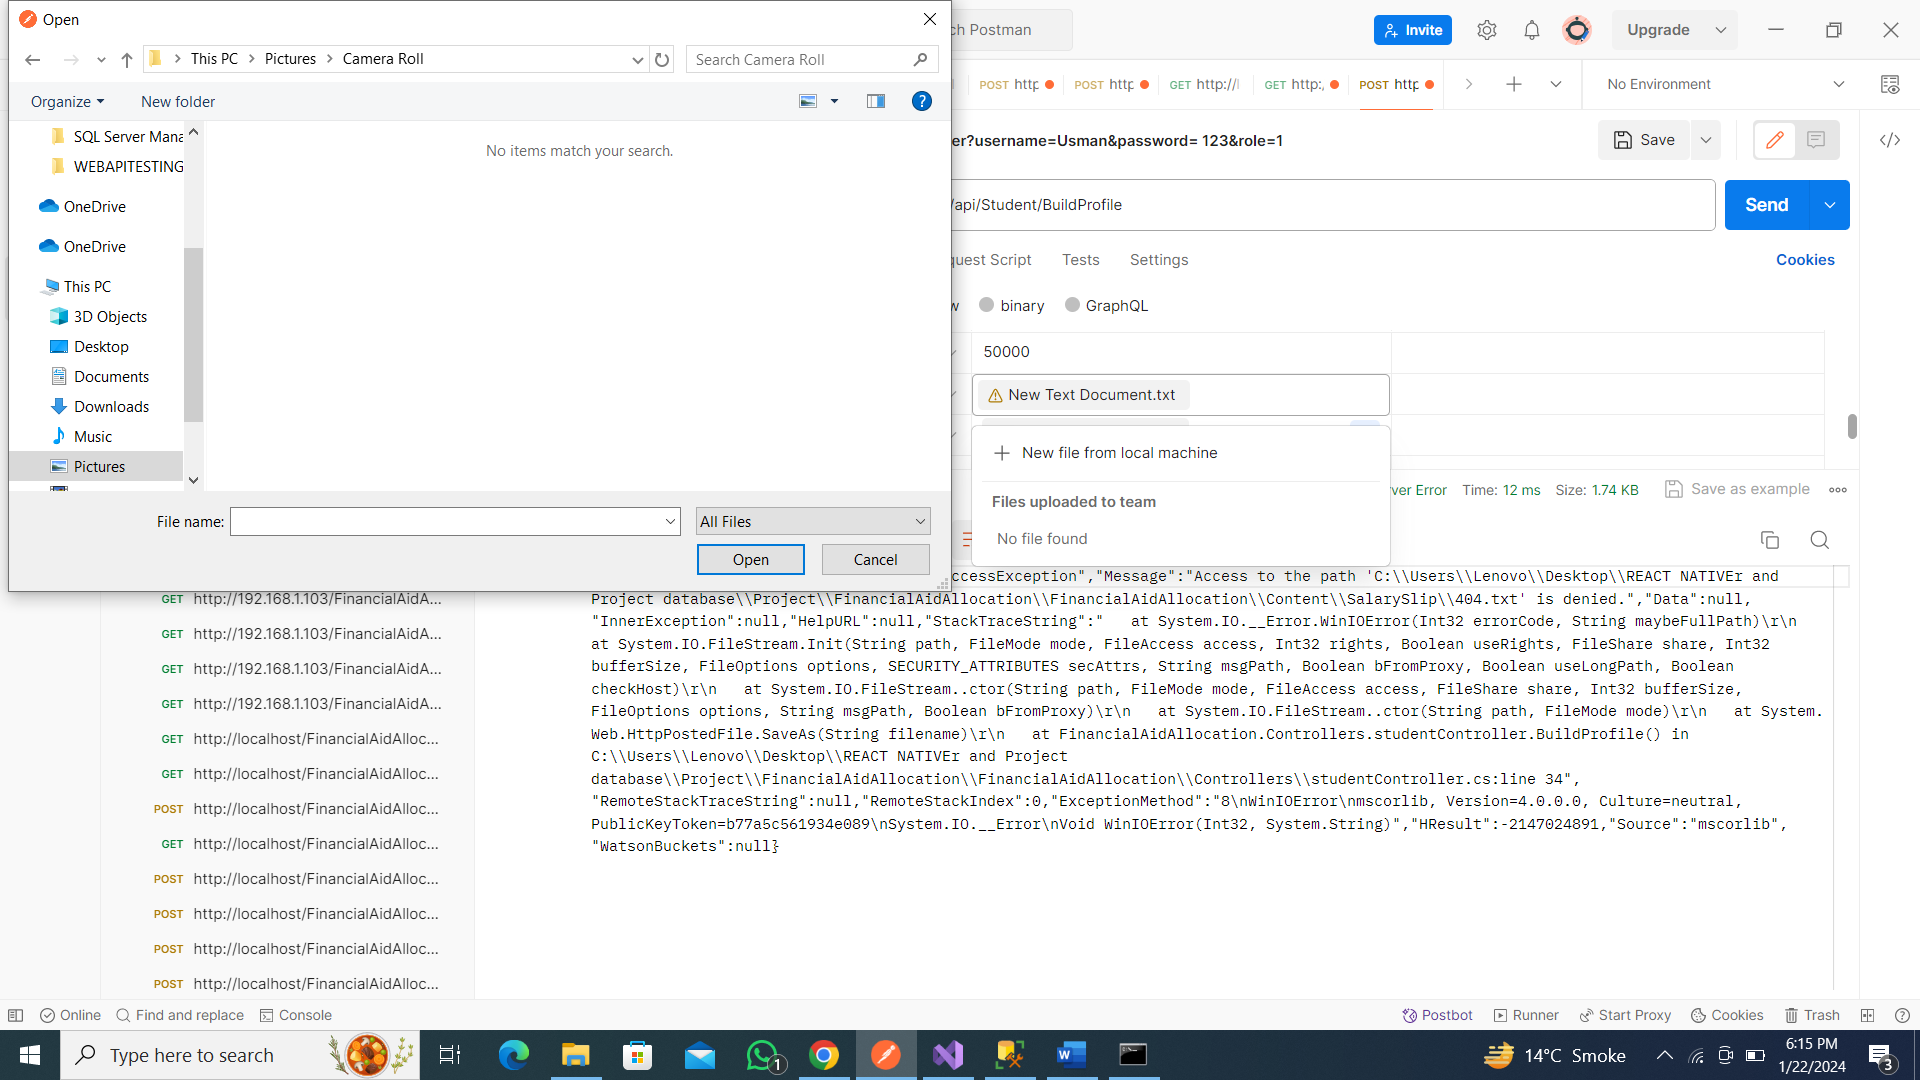 Open
This PC > Pictures > Camera Roll
Search Camera Roll
Organize
New folder
SQL Server Mana
WEBAPITESTING
OneDrive
OneDrive
This PC
3D Objects
Desktop
Documents
Downloads
Music
Pictures
No items match your search.
File name:
All Files
Open
Cancel
ch Postman
Invite
Upgrade
POST http
POST http
GET http://l
GET http:,
POST http
No Environment
er?username=Usman&password= 123&role=1
Save
/api/Student/BuildProfile
Send
quest Script
Tests
Settings
Cookies
w
binary
GraphQL
50000
New Text Document.txt
New file from local machine
Files uploaded to team
No file found
ver Error
Time: 12 ms
Size: 1.74 KB
Save as example
ccessException","Message":"Access to the path 'C:\\Users\\Lenovo\\Desktop\\REACT NATIVEr and
Project database\\Project\\FinancialAidAllocation\\FinancialAidAllocation\\Content\\SalarySlip\\404.txt' is denied.","Data":null,
"InnerException":null,"HelpURL":null,"StackTraceString":"   at System.IO.__Error.WinIOError(Int32 errorCode, String maybeFullPath)\r\n
at System.IO.FileStream.Init(String path, FileMode mode, FileAccess access, Int32 rights, Boolean useRights, FileShare share, Int32
bufferSize, FileOptions options, SECURITY_ATTRIBUTES secAttrs, String msgPath, Boolean bFromProxy, Boolean useLongPath, Boolean
checkHost)\r\n   at System.IO.FileStream..ctor(String path, FileMode mode, FileAccess access, FileShare share, Int32 bufferSize,
FileOptions options, String msgPath, Boolean bFromProxy)\r\n   at System.IO.FileStream..ctor(String path, FileMode mode)\r\n   at System.
Web.HttpPostedFile.SaveAs(String filename)\r\n   at FinancialAidAllocation.Controllers.studentController.BuildProfile() in
C:\\Users\\Lenovo\\Desktop\\REACT NATIVEr and Project
database\\Project\\FinancialAidAllocation\\FinancialAidAllocation\\Controllers\\studentController.cs:line 34",
"RemoteStackTraceString":null,"RemoteStackIndex":0,"ExceptionMethod":"8\nWinIOError\nmscorlib, Version=4.0.0.0, Culture=neutral,
PublicKeyToken=b77a5c561934e089\nSystem.IO.__Error\nVoid WinIOError(Int32, System.String)","HResult":-2147024891,"Source":"mscorlib",
"WatsonBuckets":null}
GET http://192.168.1.103/FinancialAidA...
GET http://192.168.1.103/FinancialAidA...
GET http://192.168.1.103/FinancialAidA...
GET http://192.168.1.103/FinancialAidA...
GET http://localhost/FinancialAidAlloc...
GET http://localhost/FinancialAidAlloc...
POST http://localhost/FinancialAidAlloc...
GET http://localhost/FinancialAidAlloc...
POST http://localhost/FinancialAidAlloc...
POST http://localhost/FinancialAidAlloc...
POST http://localhost/FinancialAidAlloc...
POST http://localhost/FinancialAidAlloc...
Online
Find and replace
Console
Postbot
Runner
Start Proxy
Cookies
Trash
Type here to search
1
14°C Smoke
6:15 PM
1/22/2024
3